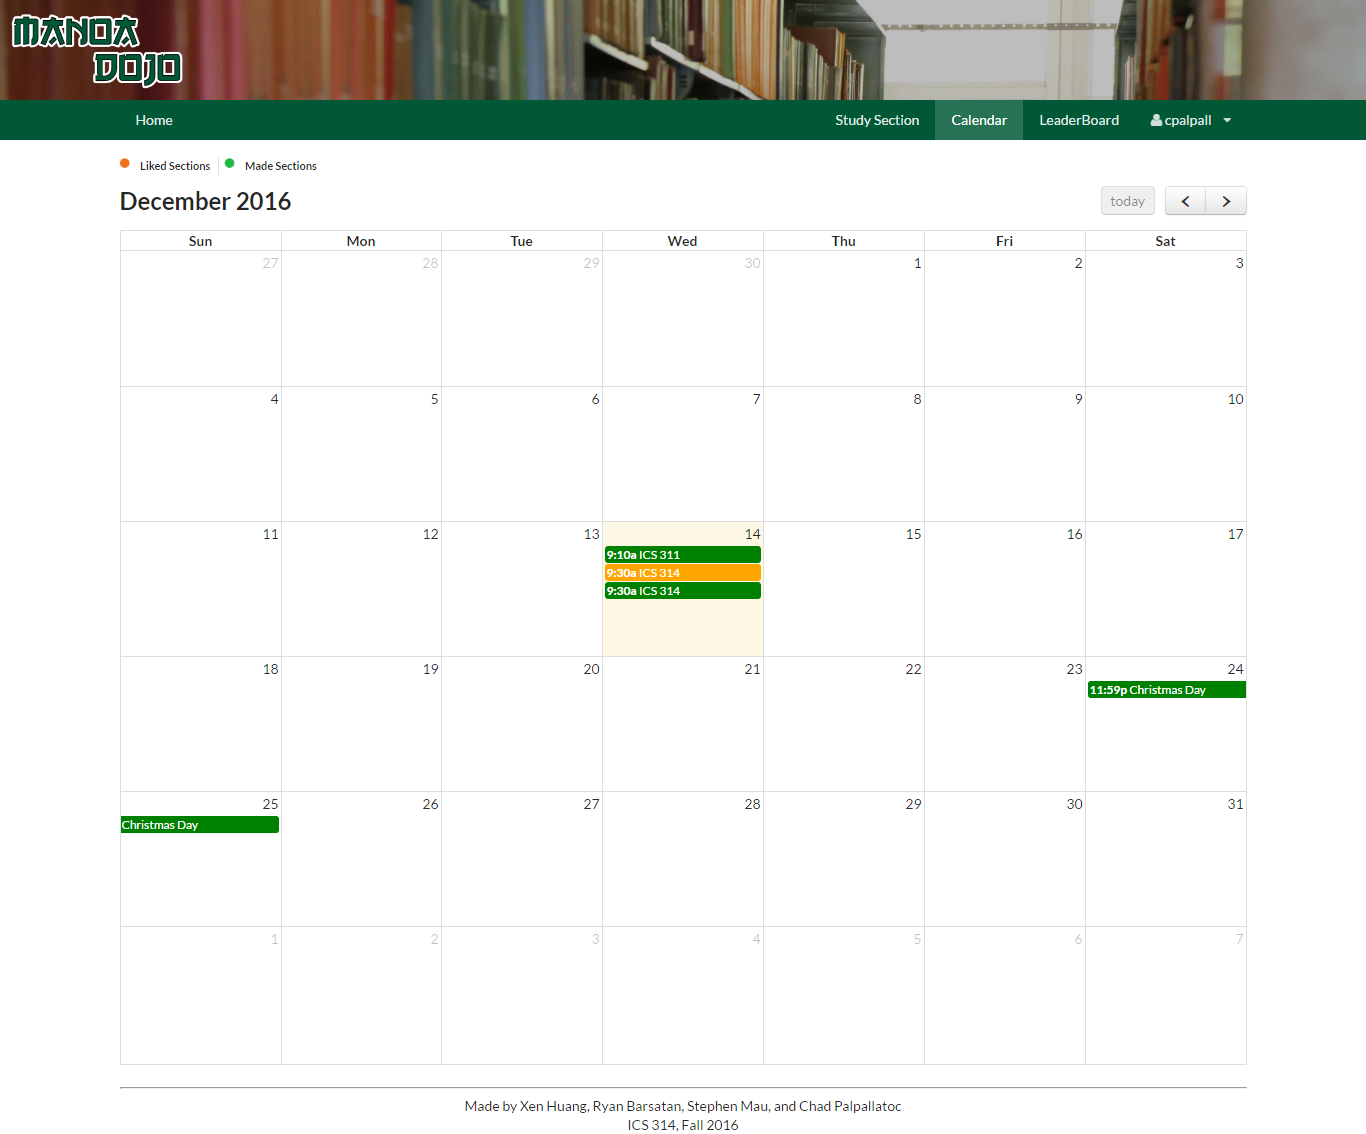 MANOA
DOJO
Home
Study Section
Calendar
LeaderBoard
cpalpall
Liked Sections
Made Sections
December 2016
today
Sun Mon Tue Wed Thu Fri Sat
27 28 29 30 1 2 3
4 5 6 7 8 9 10
11 12 13 14 15 16 17
9:10a ICS 311
9:30a ICS 314
9:30a ICS 314
18 19 20 21 22 23 24
11:59p Christmas Day
25 26 27 28 29 30 31
Christmas Day
1 2 3 4 5 6 7
Made by Xen Huang, Ryan Barsatan, Stephen Mau, and Chad Palpallatoc
ICS 314, Fall 2016